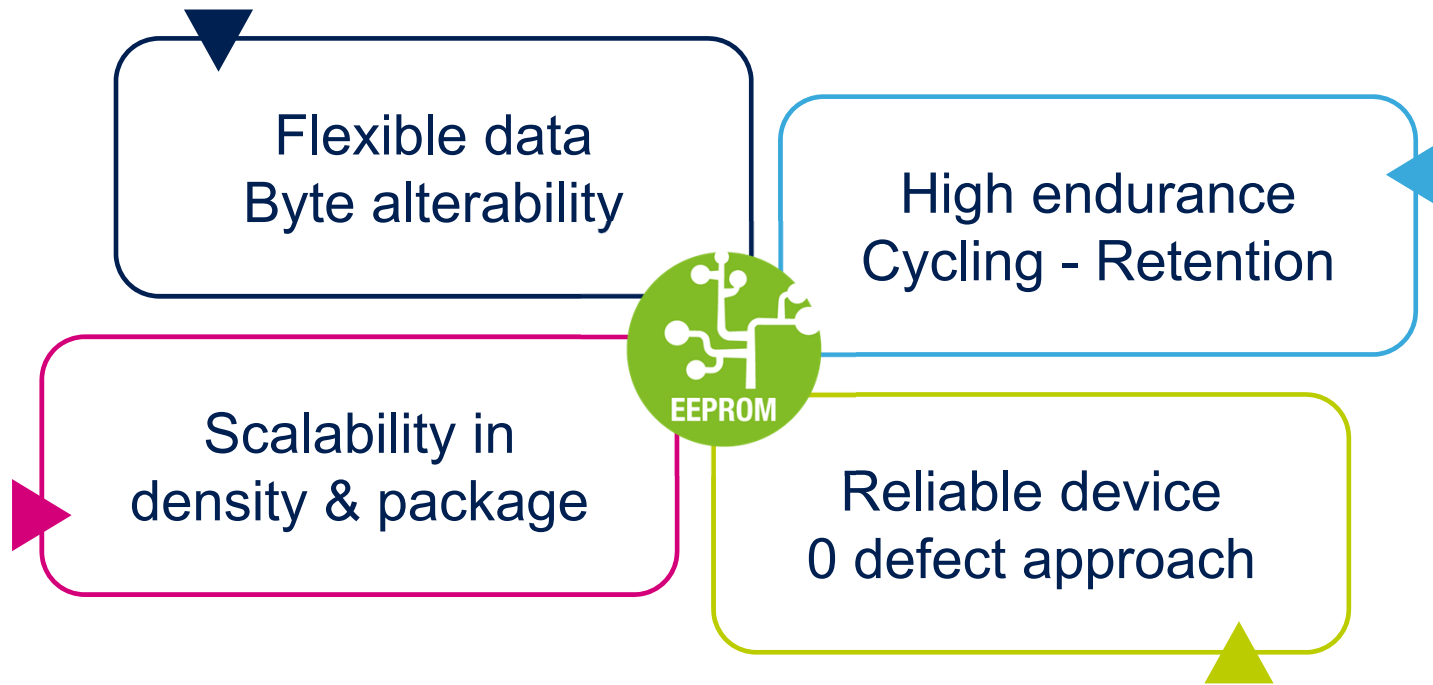 Flexible data
Byte alterability
High endurance
Cycling - Retention
EEPROM
Scalability in
density & package
Reliable device
0 defect approach